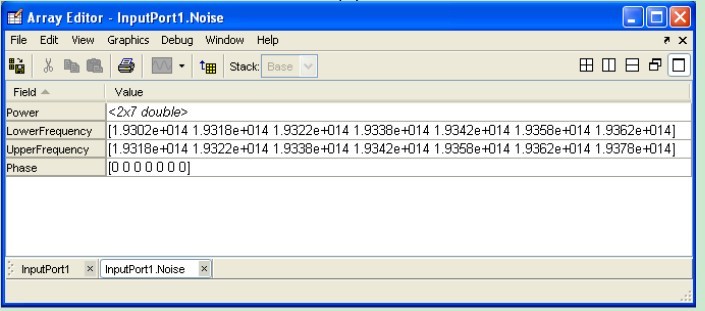 Array Editor - InputPort1.Noise
File Edit View Graphics Debug Window Help
Stack: Base
Field Value
Power <2x7 double>
LowerFrequency [1.9302e+014 1.9318e+014 1.9322e+014 1.9338e+014 1.9342e+014 1.9358e+014 1.9362e+014]
UpperFrequency [1.9318e+014 1.9322e+014 1.9338e+014 1.9342e+014 1.9358e+014 1.9362e+014 1.9378e+014]
Phase [0 0 0 0 0 0 0]
InputPort1 InputPort1.Noise